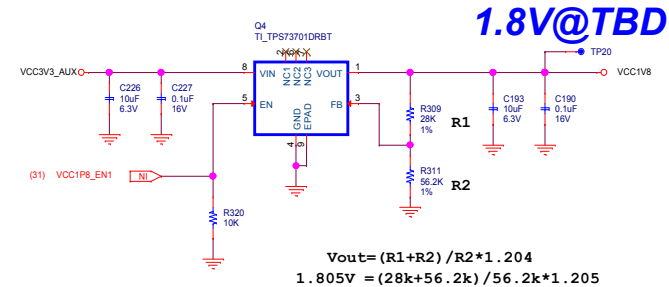 1.8V@TBD
Q4
TI_TPS73701DRBT
TP20
VCC3V3_AUX
8
VIN
NC1
NC2
NC3
VOUT
1
VCC1V8
C226
10uF
6.3V
C227
0.1uF
16V
5
EN
FB
3
GND
EPAD
4
9
R309
28K
1%
R1
C193
10uF
6.3V
C190
0.1uF
16V
R311
56.2K
1%
R2
(31) VCC1P8_EN1
NI
R320
10K
Vout=(R1+R2)/R2*1.204
1.805V =(28k+56.2k)/56.2k*1.205